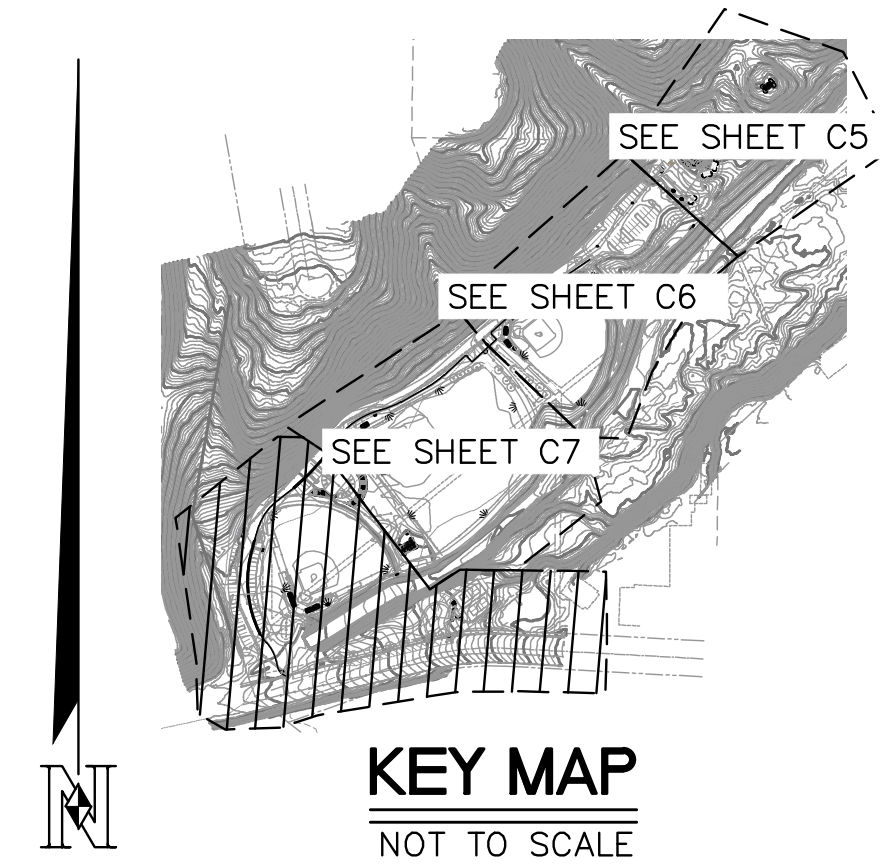 SEE SHEET C5
SEE SHEET C6
SEE SHEET C7
KEY MAP
NOT TO SCALE
N